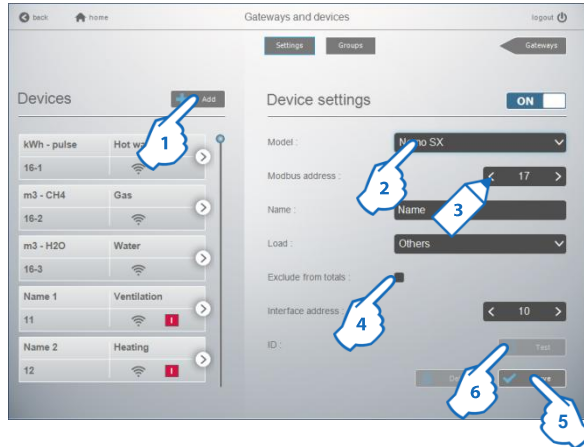 back home Gateways and devices logout
Settings Groups Gateways
Devices Add Device settings ON
kWh - pulse Hot
16-1
m3 - CH4 Gas
16-2
m3 - H2O Water
16-3
Name 1 Ventilation
11 I
Name 2 Heating
12 I
Model : SX
Modbus address : 17
Name : Name
Load : Others
Exclude from totals :
Interface address : 10
ID : Test
1
2
3
4
6
5